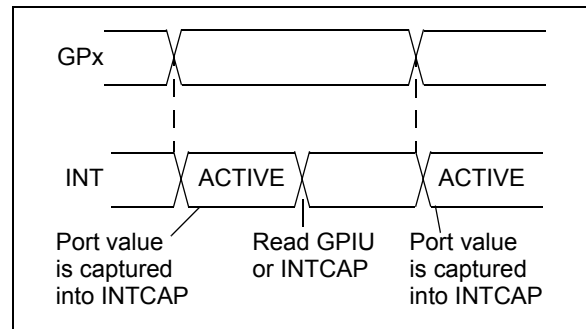 GPx
INT
ACTIVE
ACTIVE
Port value
is captured
into INTCAP
Read GPIU
or INTCAP
Port value
is captured
into INTCAP